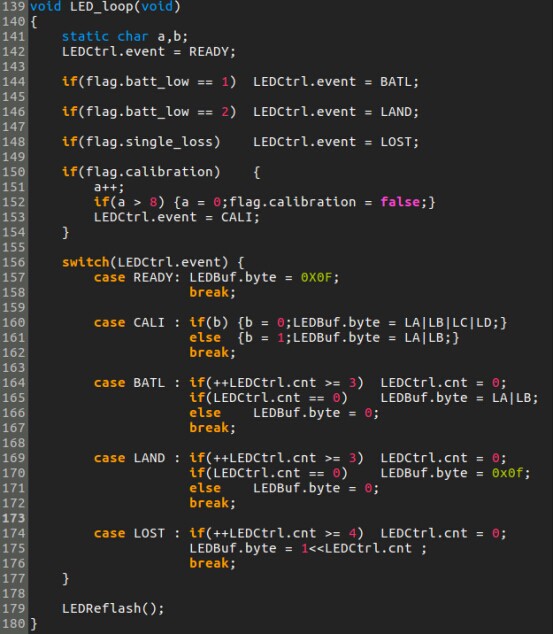 139 void LED_loop(void)
140 {
141     static char a,b;
142     LEDCtrl.event = READY;
143
144     if(flag.batt_low == 1)  LEDCtrl.event = BATL;
145
146     if(flag.batt_low == 2)  LEDCtrl.event = LAND;
147
148     if(flag.single_loss)    LEDCtrl.event = LOST;
149
150     if(flag.calibration)    {
151         a++;
152         if(a > 8) {a = 0;flag.calibration = false;}
153         LEDCtrl.event = CALI;
154     }
155
156     switch(LEDCtrl.event) {
157         case READY: LEDBuf.byte = 0X0F;
158                     break;
159
160         case CALI : if(b) {b = 0;LEDBuf.byte = LA|LB|LC|LD;}
161                     else  {b = 1;LEDBuf.byte = LA|LB;}
162                     break;
163
164         case BATL : if(++LEDCtrl.cnt >= 3)  LEDCtrl.cnt = 0;
165                     if(LEDCtrl.cnt == 0)    LEDBuf.byte = LA|LB;
166                     else    LEDBuf.byte = 0;
167                     break;
168
169         case LAND : if(++LEDCtrl.cnt >= 3)  LEDCtrl.cnt = 0;
170                     if(LEDCtrl.cnt == 0)    LEDBuf.byte = 0x0f;
171                     else    LEDBuf.byte = 0;
172                     break;
173
174         case LOST : if(++LEDCtrl.cnt >= 4)  LEDCtrl.cnt = 0;
175                     LEDBuf.byte = 1<<LEDCtrl.cnt ;
176                     break;
177     }
178
179     LEDReflash();
180 }